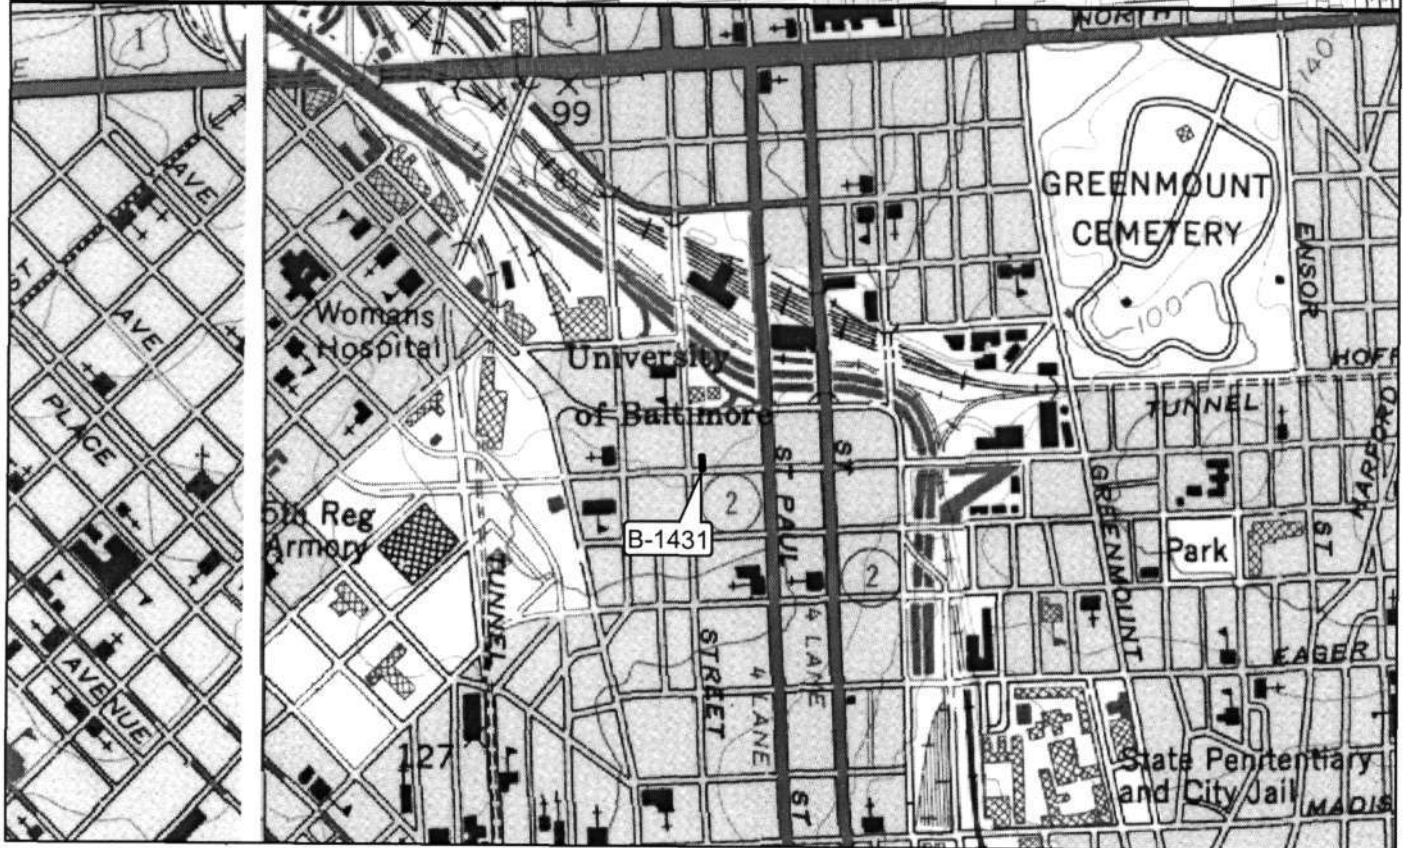 NORTH
1
E
99
140
AVE
GREENMOUNT
CEMETERY
ST
ENSOR
AVE
Womans
Hospital
100
University
HOFF
of Baltimore
TUNNEL
PLACE
HARFORD
ST PAUL
ST
GREENMOUNT
2
5th Reg
Armory
B-1431
Park
ST
TUNNEL
2
4 LANE
STREET
4 LANE
EAGER
AVENUE
127
State Penitentiary
and City Jail
MADIS
ST